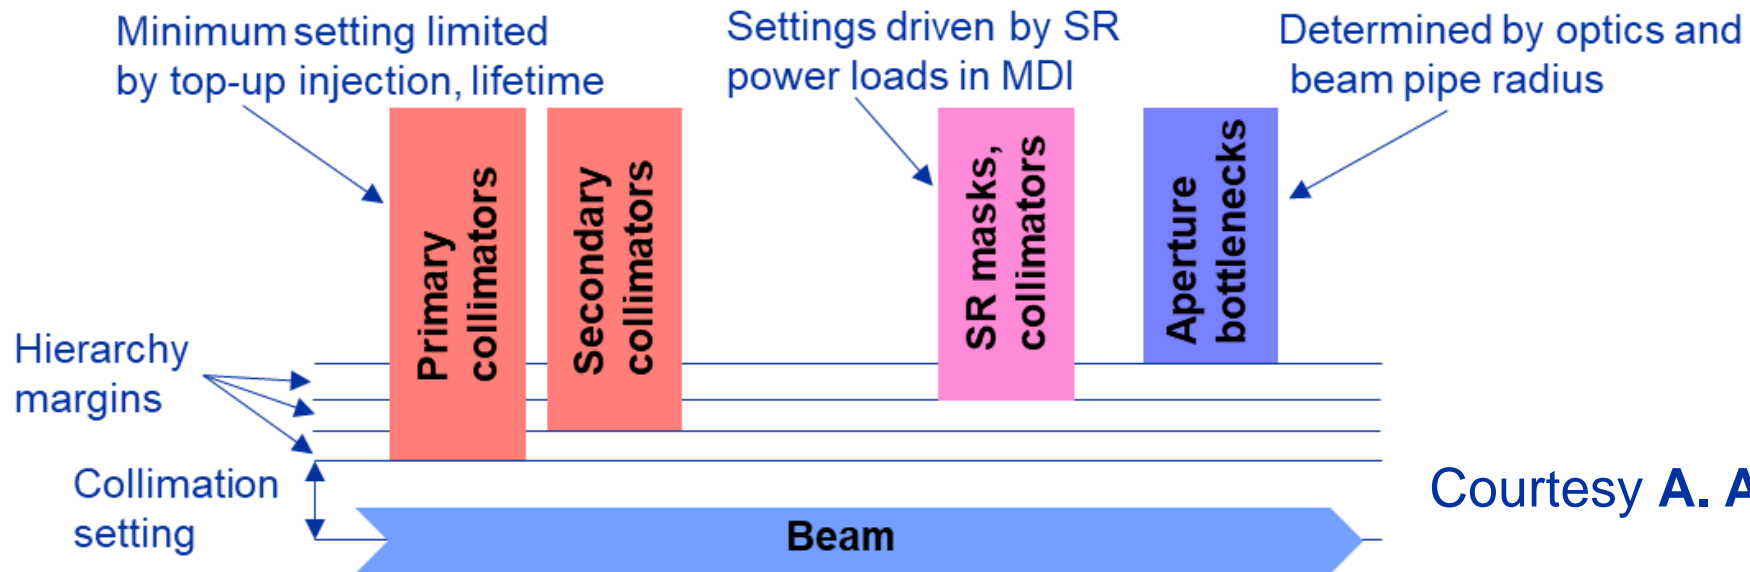 Minimum setting limited
by top-up injection, lifetime
Settings driven by SR
power loads in MDI
Determined by optics and
beam pipe radius
Primary
collimators
Secondary
collimators
SR masks,
collimators
Aperture
bottlenecks
Hierarchy
margins
Collimation
setting
Beam
Courtesy A. A